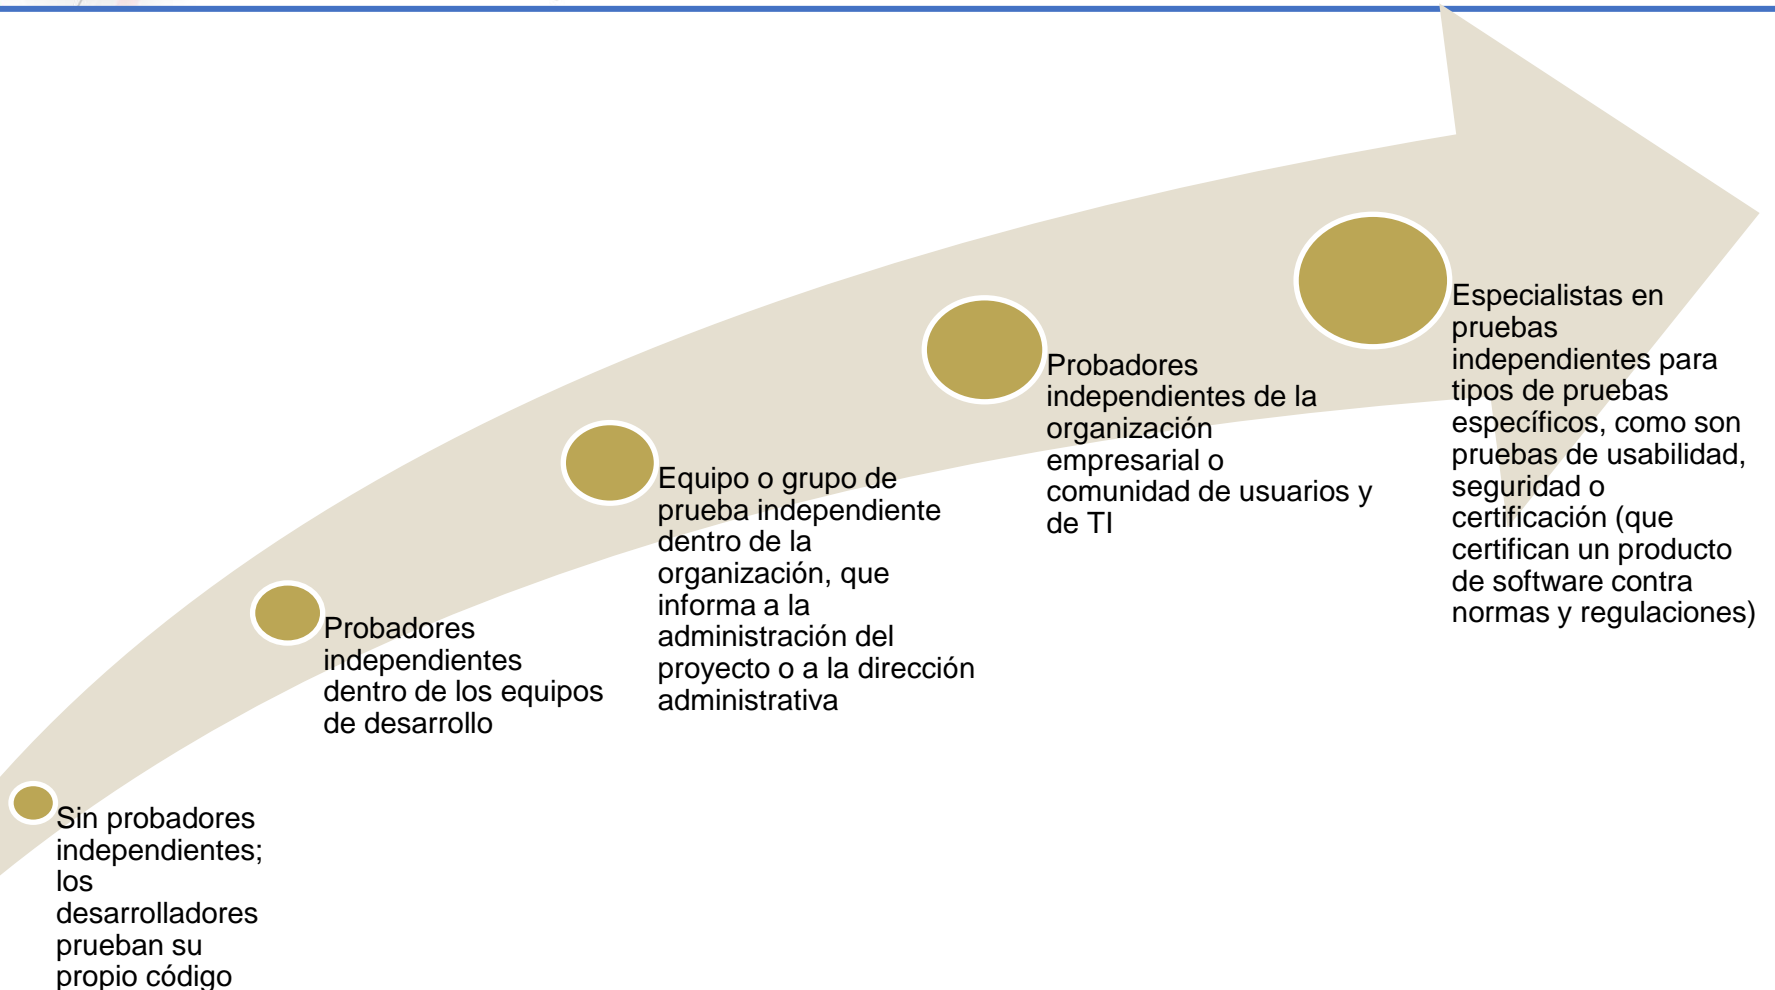 Sin probadores
independientes;
los
desarrolladores
prueban su
propio código
Probadores
independientes
dentro de los equipos
de desarrollo
Equipo o grupo de
prueba independiente
dentro de la
organización, que
informa a la
administración del
proyecto o a la dirección
administrativa
Probadores
independientes de la
organización
empresarial o
comunidad de usuarios y
de TI
Especialistas en
pruebas
independientes para
tipos de pruebas
específicos, como son
pruebas de usabilidad,
seguridad o
certificación (que
certifican un producto
de software contra
normas y regulaciones)